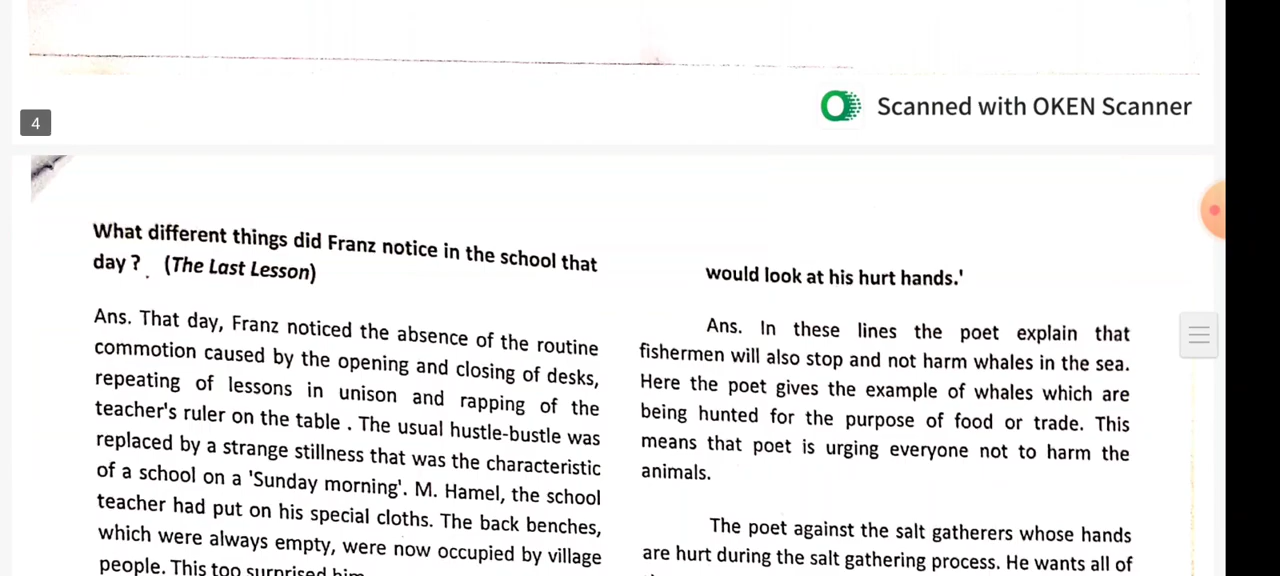 Scanned with OKEN Scanner
4
What different things did Franz notice in the school that
day ? (The Last Lesson)
Ans. That day, Franz noticed the absence of the routine
commotion caused by the opening and closing of desks,
repeating of lessons in unison and rapping of the
teacher's ruler on the table . The usual hustle-bustle was
replaced by a strange stillness that was the characteristic
of a school on a 'Sunday morning'. M. Hamel, the school
teacher had put on his special cloths. The back benches,
which were always empty, were now occupied by village
people. This too surprised him
would look at his hurt hands.'
Ans. In these lines the poet explain that
fishermen will also stop and not harm whales in the sea.
Here the poet gives the example of whales which are
being hunted for the purpose of food or trade. This
means that poet is urging everyone not to harm the
animals.
The poet against the salt gatherers whose hands
are hurt during the salt gathering process. He wants all of